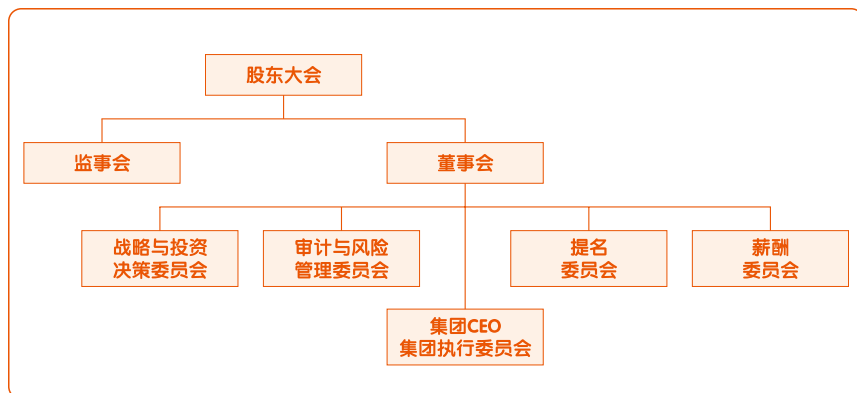 股东大会
监事会
董事会
战略与投资
决策委员会
审计与风险
管理委员会
提名
委员会
薪酬
委员会
集团CEO
集团执行委员会